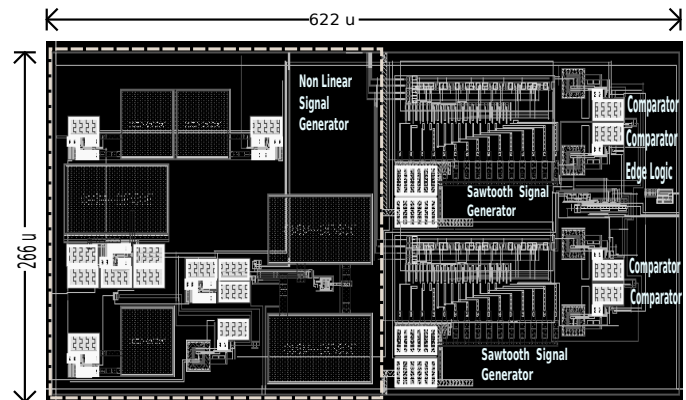 622 u
266 u
Non Linear
Signal
Generator
Comparator
Comparator
Edge Logic
Sawtooth Signal
Generator
Comparator
Comparator
Sawtooth Signal
Generator